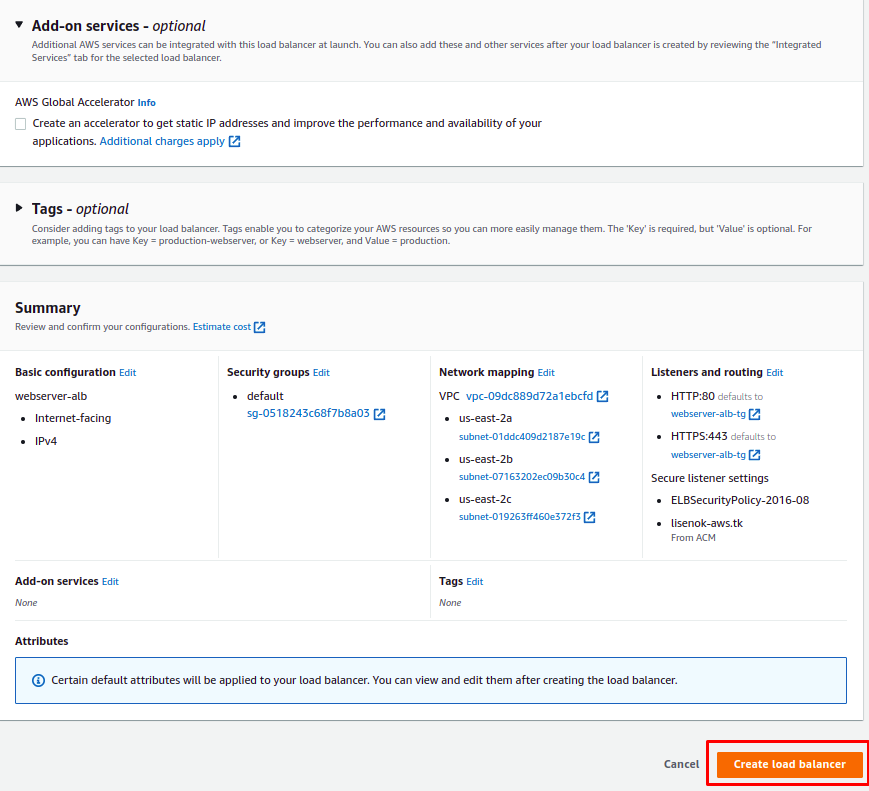 Add-on services - optional
Additional AWS services can be integrated with this load balancer at launch. You can also add these and other services after your load balancer is created by reviewing the "Integrated
Services" tab for the selected load balancer.
AWS Global Accelerator Info
Create an accelerator to get static IP addresses and improve the performance and availability of your
applications. Additional charges apply
Tags - optional
Consider adding tags to your load balancer. Tags enable you to categorize your AWS resources so you can more easily manage them. The 'Key' is required, but 'Value' is optional. For
example, you can have Key = production-webserver, or Key = webserver, and Value = production.
Summary
Review and confirm your configurations. Estimate cost
Basic configuration Edit
webserver-alb
Internet-facing
IPv4
Security groups Edit
default
sg-0518243c68f7b8a03
Network mapping Edit
VPC vpc-09dc889d72a1ebcfd
us-east-2a
subnet-01ddc409d2187e19c
us-east-2b
subnet-07163202ec09b30c4
us-east-2c
subnet-019263ff460e372f3
Listeners and routing Edit
HTTP:80 defaults to
webserver-alb-tg
HTTPS:443 defaults to
webserver-alb-tg
Secure listener settings
ELBSecurityPolicy-2016-08
lisenok-aws.tk
From ACM
Add-on services Edit
None
Tags Edit
None
Attributes
Certain default attributes will be applied to your load balancer. You can view and edit them after creating the load balancer.
Cancel
Create load balancer